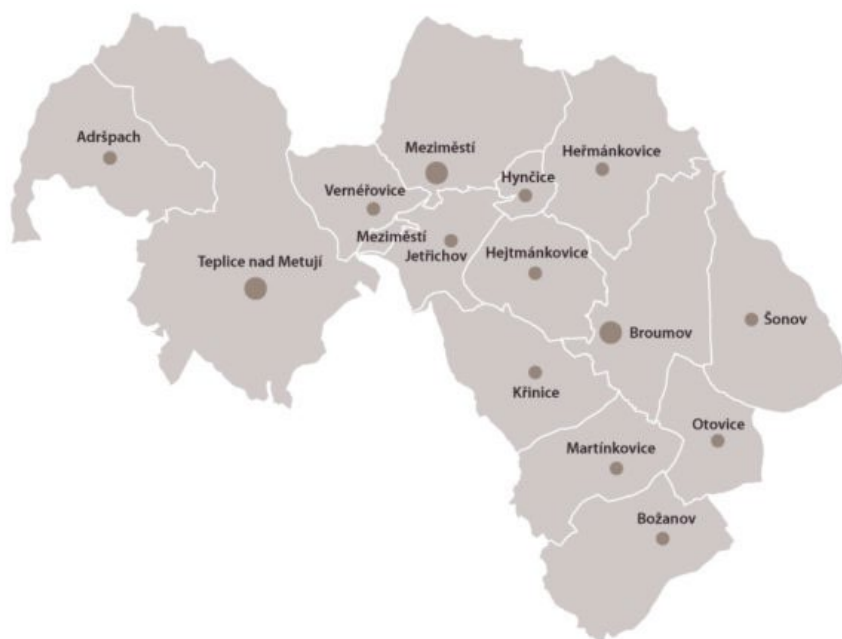 Adršpach
Meziměstí
Heřmánkovice
Hynčice
Vernéřovice
Meziměstí
Jetřichov
Hejtmánkovice
Teplice nad Metují
Broumov
Šonov
Křinice
Otovice
Martínkovice
Božanov